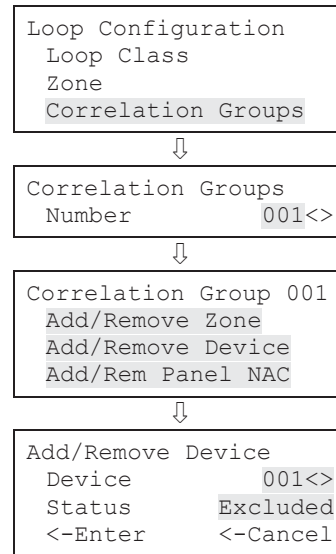 Loop Configuration
Loop Class
Zone
Correlation Groups
Correlation Groups
Number 001<>
Correlation Group 001
Add/Remove Zone
Add/Remove Device
Add/Rem Panel NAC
Add/Remove Device
Device 001<>
Status Excluded
<-Enter <-Cancel